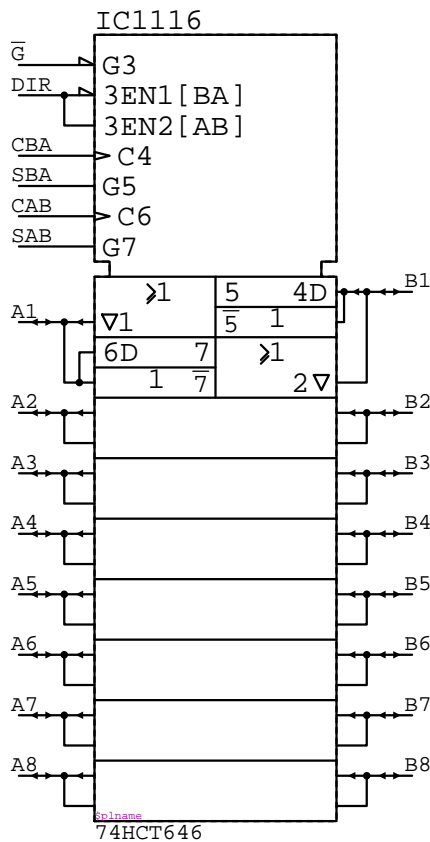 IC1116
G̅ G3
DIR 3EN1[BA]
3EN2[AB]
CBA C4
SBA G5
CAB C6
SAB G7
≥1 5 4D B1
A1 ▽1 5̅ 1
6D 7 ≥1
1 7̅ 2▽
A2 B2
A3 B3
A4 B4
A5 B5
A6 B6
A7 B7
A8 B8
Splname
74HCT646